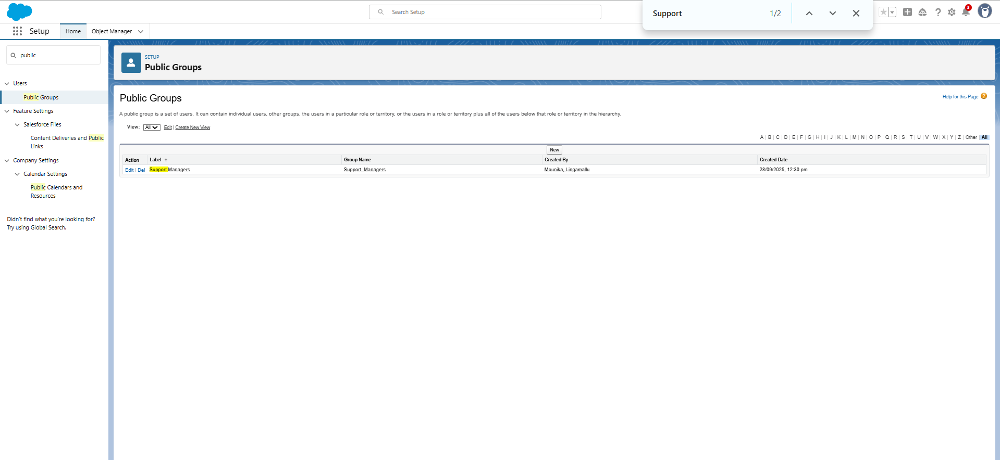 Search Setup
Support 1/2
3
Setup Home Object Manager
public
Users
Public Groups
Feature Settings
Salesforce Files
Content Deliveries and Public
Links
Company Settings
Calendar Settings
Public Calendars and
Resources
Didn't find what you're looking for?
Try using Global Search.
SETUP
Public Groups
Public Groups
Help for this Page ?
A public group is a set of users. It can contain individual users, other groups, the users in a particular role or territory, or the users in a role or territory plus all of the users below that role or territory in the hierarchy.
View: All Edit | Create New View
A | B | C | D | E | F | G | H | I | J | K | L | M | N | O | P | Q | R | S | T | U | V | W | X | Y | Z | Other All
New
Action Label ↑ Group Name Created By Created Date
Edit | Del Support Managers Support_Managers Mounika, Lingamallu 28/09/2025, 12:30 pm